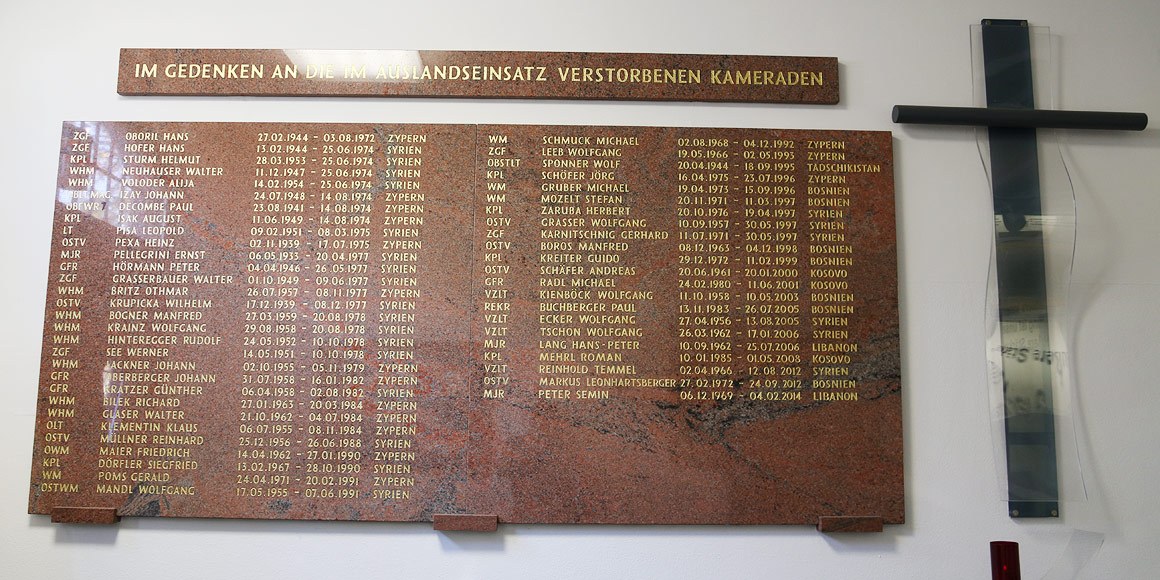 IM GEDENKEN AN DIE IM AUSLANDSEINSATZ VERSTORBENEN KAMERADEN
ZGF OBORIL HANS 27.02.1944 - 03.08.1972 ZYPERN
ZGF HOFER HANS 13.02.1944 - 25.06.1974 SYRIEN
KPL STURM HELMUT 28.03.1953 - 25.06.1974 SYRIEN
WHM NEUHAUSER WALTER 11.12.1947 - 25.06.1974 SYRIEN
WHM VOLODER ALIJA 14.02.1954 - 25.06.1974 SYRIEN
IZAY JOHANN 24.07.1948 - 14.08.1974 ZYPERN
OBEWR DECOMBE PAUL 23.08.1941 - 14.08.1974 ZYPERN
KPL ISAK AUGUST 11.06.1949 - 14.08.1974 ZYPERN
LT PISA LEOPOLD 09.02.1951 - 08.03.1975 SYRIEN
OSTV PEXA HEINZ 02.11.1939 - 17.07.1975 ZYPERN
MJR PELLEGRINI ERNST 06.05.1933 - 20.04.1977 SYRIEN
GFR HÖRMANN PETER 04.04.1946 - 26.05.1977 SYRIEN
ZGF GRASSERBAUER WALTER 01.10.1949 - 09.06.1977 SYRIEN
WHM BRITZ OTHMAR 26.07.1957 - 08.11.1977 ZYPERN
OSTV KRUPICKA WILHELM 17.12.1939 - 08.12.1977 SYRIEN
WHM BOGNER MANFRED 27.03.1959 - 20.08.1978 SYRIEN
WHM KRAINZ WOLFGANG 29.08.1958 - 20.08.1978 SYRIEN
WHM HINTEREGGER RUDOLF 24.05.1952 - 10.10.1978 SYRIEN
ZGF SEE WERNER 14.05.1951 - 10.10.1978 SYRIEN
WHM LACKNER JOHANN 02.10.1955 - 05.11.1979 ZYPERN
GFR OBERBERGER JOHANN 31.07.1958 - 16.01.1982 ZYPERN
GFR KRATZER GÜNTHER 06.04.1958 - 02.08.1982 SYRIEN
WHM BILEK RICHARD 27.01.1963 - 20.03.1984 ZYPERN
WHM GLASER WALTER 21.10.1962 - 04.07.1984 ZYPERN
OLT KLEMENTIN KLAUS 06.07.1955 - 08.11.1984 ZYPERN
OSTV MÜLLNER REINHARD 25.12.1956 - 26.06.1988 SYRIEN
OWM MAIER FRIEDRICH 14.04.1962 - 27.01.1990 ZYPERN
KPL DÖRFLER SIEGFRIED 13.02.1967 - 28.10.1990 SYRIEN
WM POMS GERALD 24.04.1971 - 20.02.1991 ZYPERN
OSTWM MANDL WOLFGANG 17.05.1955 - 07.06.1991 SYRIEN
WM SCHMUCK MICHAEL 02.08.1968 - 04.12.1992 ZYPERN
ZGF LEEB WOLFGANG 19.05.1966 - 02.05.1993 ZYPERN
OBSTLT SPONNER WOLF 20.04.1944 - 18.09.1995 TADSCHIKISTAN
KPL SCHÖFER JÖRG 16.04.1975 - 23.07.1996 ZYPERN
WM GRUBER MICHAEL 19.04.1973 - 15.09.1996 BOSNIEN
WM MOZELT STEFAN 20.11.1971 - 11.03.1997 BOSNIEN
KPL ZARUBA HERBERT 20.10.1976 - 19.04.1997 SYRIEN
OSTV GRASSER WOLFGANG 10.09.1957 - 30.05.1997 SYRIEN
ZGF KARNITSCHNIG GERHARD 11.07.1971 - 30.05.1997 SYRIEN
OSTV BOROS MANFRED 08.12.1963 - 04.12.1998 BOSNIEN
KPL KREITER GUIDO 29.12.1972 - 11.02.1999 BOSNIEN
OSTV SCHÄFER ANDREAS 20.06.1961 - 20.01.2000 KOSOVO
GFR RADL MICHAEL 24.02.1980 - 11.06.2001 KOSOVO
VZLT KIENBÖCK WOLFGANG 11.10.1958 - 10.05.2003 BOSNIEN
REKR BUCHBERGER PAUL 13.11.1983 - 26.07.2005 BOSNIEN
VZLT ECKER WOLFGANG 27.04.1956 - 13.08.2005 SYRIEN
VZLT TSCHON WOLFGANG 26.03.1962 - 17.01.2006 SYRIEN
MJR LANG HANS-PETER 10.09.1962 - 25.07.2006 LIBANON
KPL MEHRL ROMAN 10.01.1985 - 01.05.2008 KOSOVO
VZLT REINHOLD TEMMEL 02.04.1966 - 12.08.2012 SYRIEN
OSTV MARKUS LEONHARTSBERGER 27.02.1972 - 24.09.2012 BOSNIEN
MJR PETER SEMIN 06.12.1969 - 04.02.2014 LIBANON